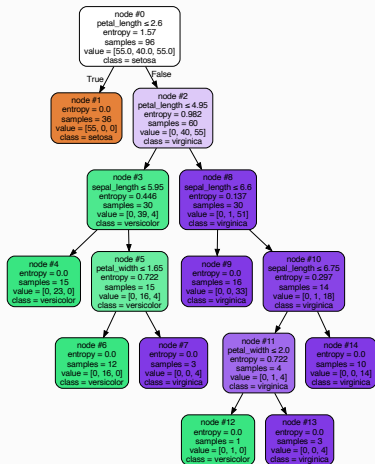 node #0
petal_length ≤ 2.6
entropy = 1.57
samples = 96
value = [55.0, 40.0, 55.0]
class = setosa
True
False
node #1
entropy = 0.0
samples = 36
value = [55, 0, 0]
class = setosa
node #2
petal_length ≤ 4.95
entropy = 0.982
samples = 60
value = [0, 40, 55]
class = virginica
node #3
sepal_length ≤ 5.95
entropy = 0.446
samples = 30
value = [0, 39, 4]
class = versicolor
node #8
sepal_length ≤ 6.6
entropy = 0.137
samples = 30
value = [0, 1, 51]
class = virginica
node #4
entropy = 0.0
samples = 15
value = [0, 23, 0]
class = versicolor
node #5
petal_width ≤ 1.65
entropy = 0.722
samples = 15
value = [0, 16, 4]
class = versicolor
node #9
entropy = 0.0
samples = 16
value = [0, 0, 33]
class = virginica
node #10
sepal_length ≤ 6.75
entropy = 0.297
samples = 14
value = [0, 1, 18]
class = virginica
node #6
entropy = 0.0
samples = 12
value = [0, 16, 0]
class = versicolor
node #7
entropy = 0.0
samples = 3
value = [0, 0, 4]
class = virginica
node #11
petal_width ≤ 2.0
entropy = 0.722
samples = 4
value = [0, 1, 4]
class = virginica
node #14
entropy = 0.0
samples = 10
value = [0, 0, 14]
class = virginica
node #12
entropy = 0.0
samples = 1
value = [0, 1, 0]
class = versicolor
node #13
entropy = 0.0
samples = 3
value = [0, 0, 4]
class = virginica